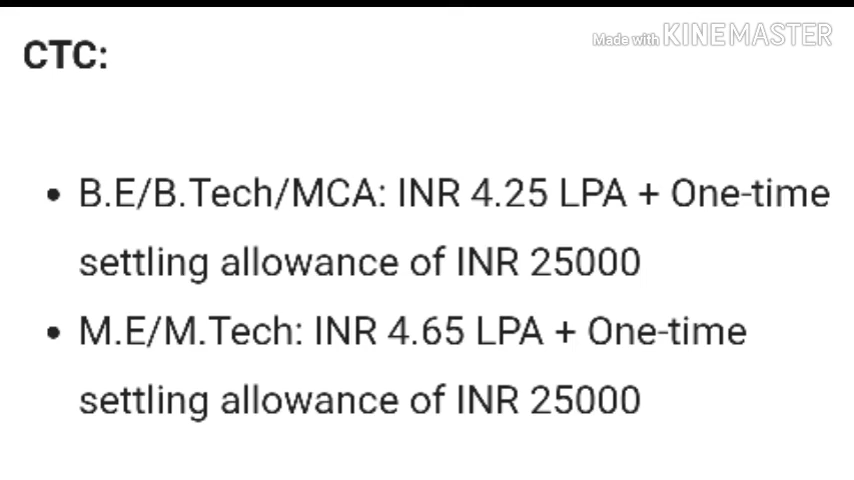 Made with KINEMASTER
CTC:
• B.E/B.Tech/MCA: INR 4.25 LPA + One-time
settling allowance of INR 25000
• M.E/M.Tech: INR 4.65 LPA + One-time
settling allowance of INR 25000